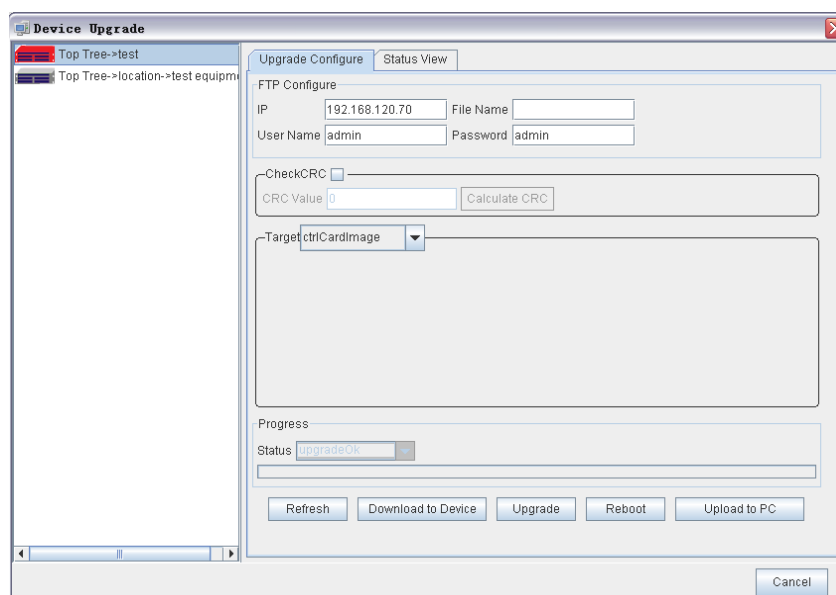 Device Upgrade
Top Tree->test
Top Tree->location->test equipm
Upgrade Configure
Status View
FTP Configure
IP 192.168.120.70 File Name
User Name admin Password admin
CheckCRC
CRC Value 0 Calculate CRC
Target ctrlCardImage
Progress
Status upgradeOk
Refresh Download to Device Upgrade Reboot Upload to PC
Cancel